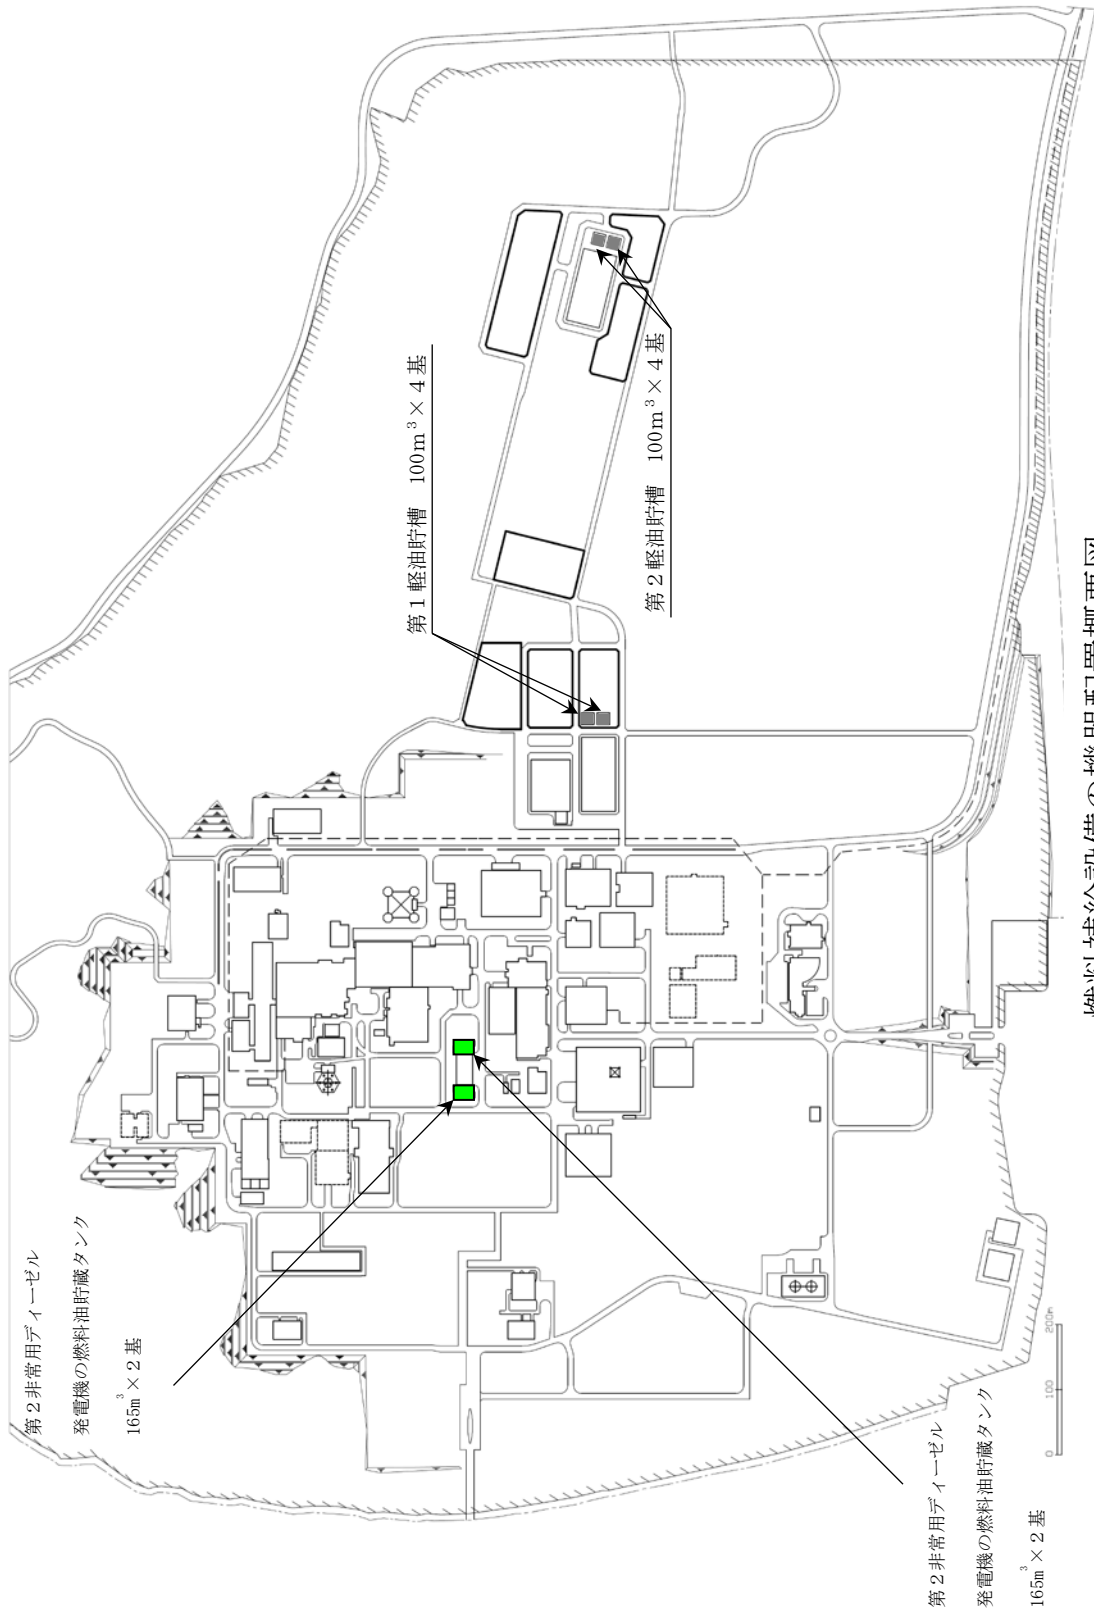 第２非常用ディーゼル
発電機の燃料油貯蔵タンク
165m³×２基
第１軽油貯槽　100m³×４基
第２軽油貯槽　100m³×４基
第２非常用ディーゼル
発電機の燃料油貯蔵タンク
165m³×２基
0 100 200m